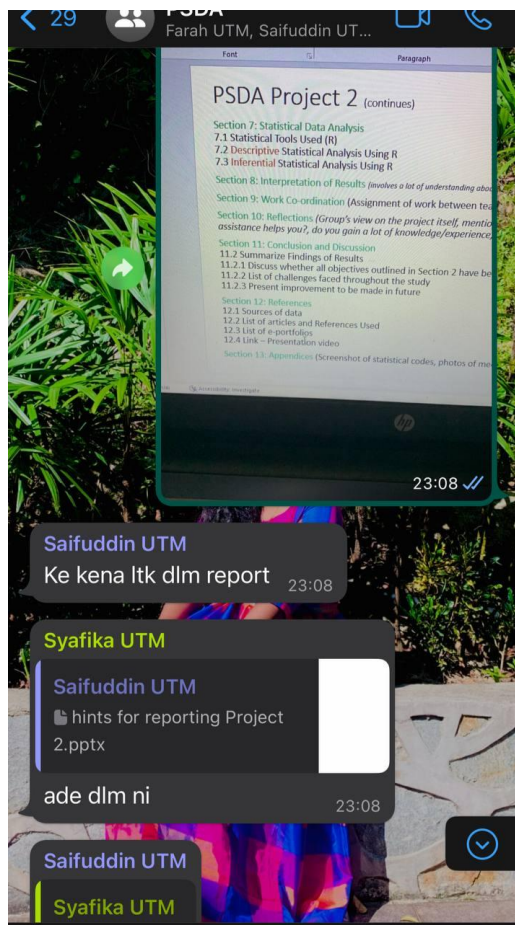 29
PSDA
Farah UTM, Saifuddin UT...
Font
Paragraph
PSDA Project 2 (continues)
Section 7: Statistical Data Analysis
7.1 Statistical Tools Used (R)
7.2 Descriptive Statistical Analysis Using R
7.3 Inferential Statistical Analysis Using R
Section 8: Interpretation of Results (involves a lot of understanding abou
Section 9: Work Co-ordination (Assignment of work between tea
Section 10: Reflections (Group's view on the project itself, mentio
assistance helps you?, do you gain a lot of knowledge/experience,
Section 11: Conclusion and Discussion
11.2 Summarize Findings of Results
11.2.1 Discuss whether all objectives outlined in Section 2 have be
11.2.2 List of challenges faced throughout the study
11.2.3 Present improvement to be made in future
Section 12: References
12.1 Sources of data
12.2 List of articles and References Used
12.3 List of e-portfolios
12.4 Link – Presentation video
Section 13: Appendices (Screenshot of statistical codes, photos of me
hp
23:08
Saifuddin UTM
Ke kena ltk dlm report 23:08
Syafika UTM
Saifuddin UTM
hints for reporting Project
2.pptx
ade dlm ni
23:08
Saifuddin UTM
Syafika UTM